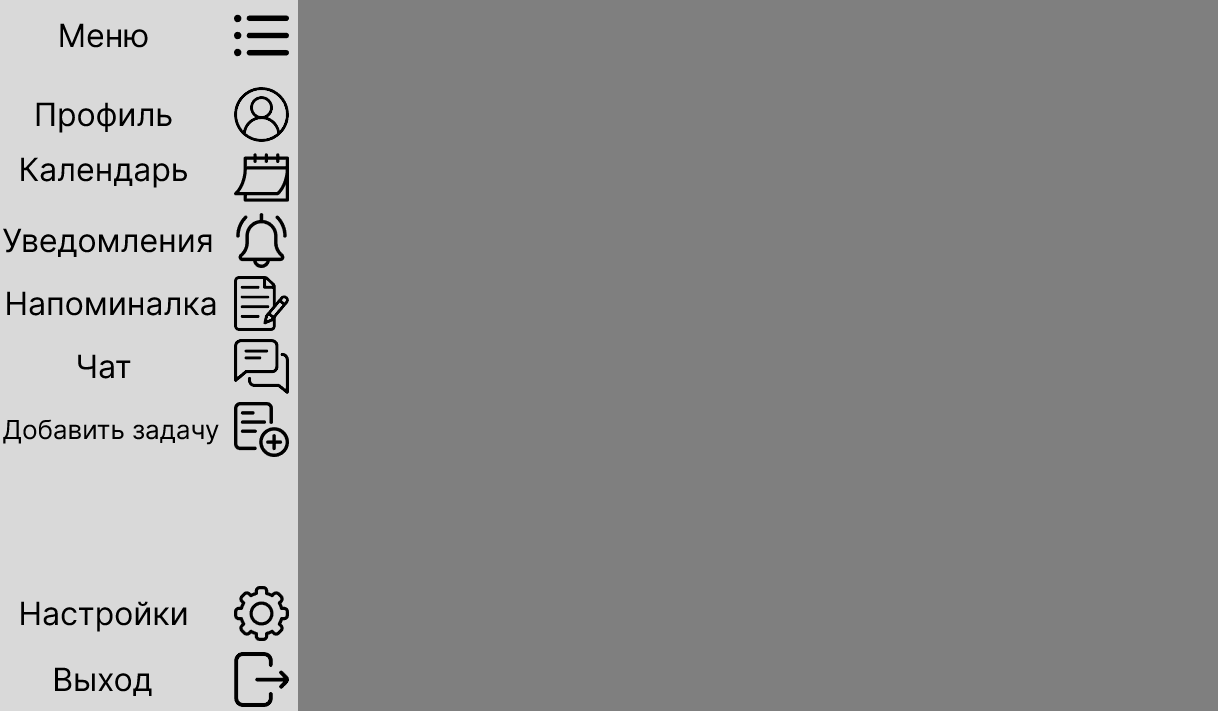 Меню
Профиль
Календарь
Уведомления
Напоминалка
Чат
Добавить задачу
Настройки
Выход